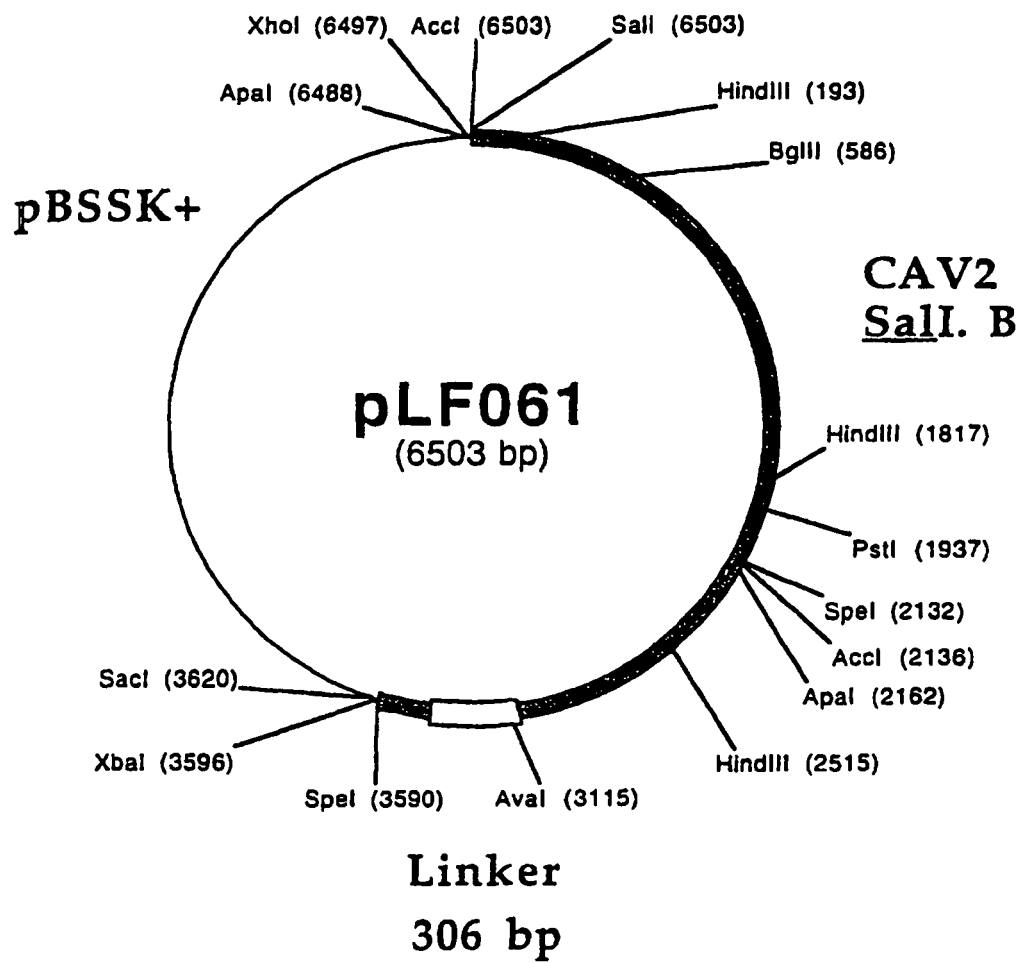 XhoI (6497) AccI (6503) SalI (6503)
ApaI (6488) HindIII (193)
BglII (586)
pBSSK+
CAV2
SalI. B
pLF061
(6503 bp)
HindIII (1817)
PstI (1937)
SpeI (2132)
AccI (2136)
SacI (3620) ApaI (2162)
XbaI (3596) HindIII (2515)
SpeI (3590) AvaI (3115)
Linker
306 bp